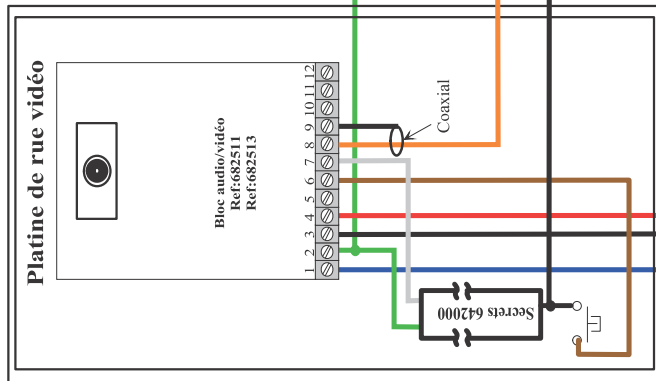 Platine de rue vidéo
Bloc audio/vidéo
Ref:682511
Ref:682513
12
11
10
9
8
7
6
5
4
3
2
1
Coaxial
Secrets 642000